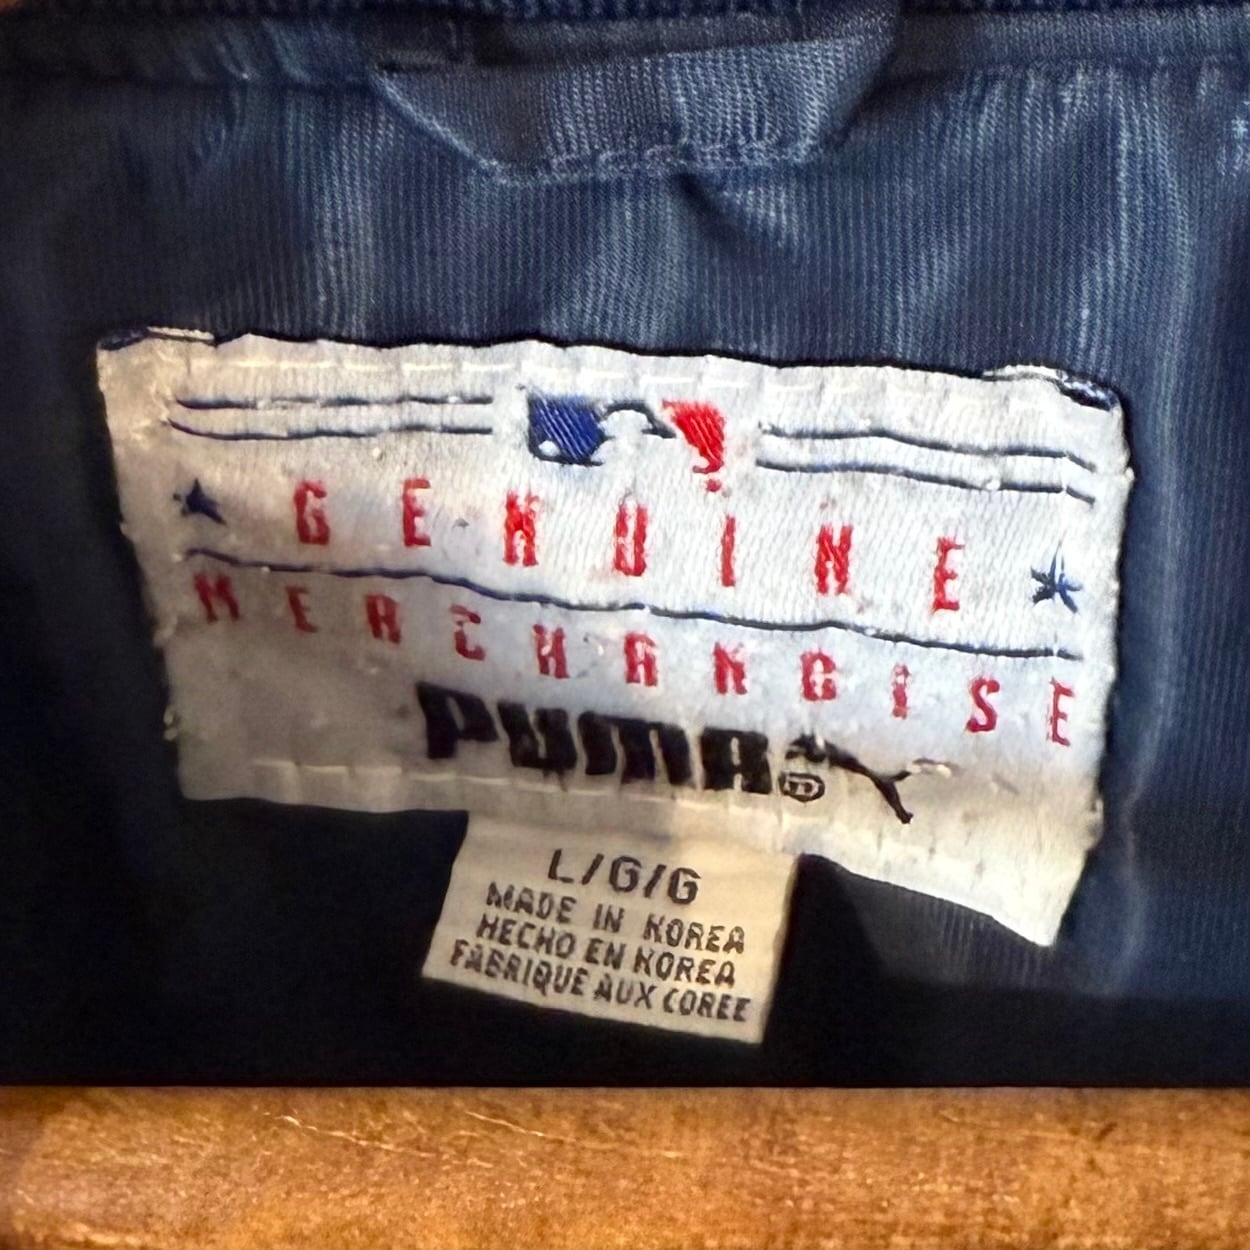 GENUINE
MERCHANDISE
PUMA
L/G/G
MADE IN KOREA
HECHO EN KOREA
FABRIQUE AUX COREE